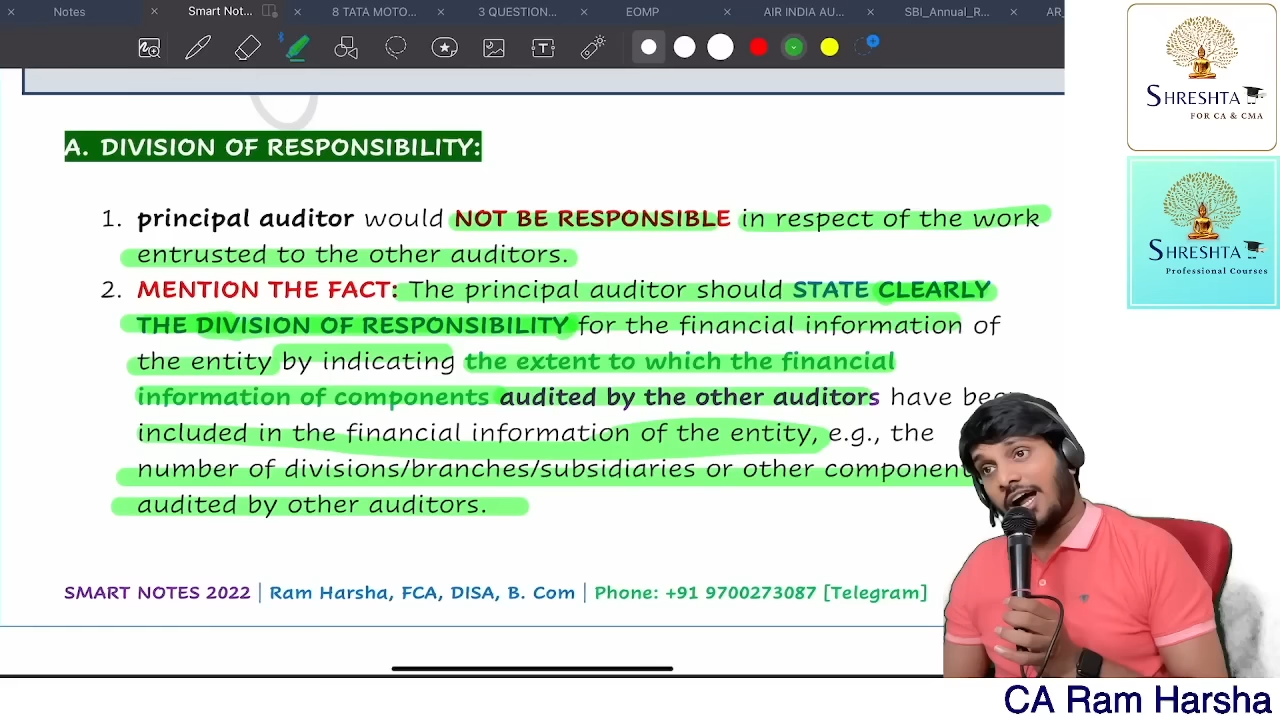 Notes
Smart Not...
8 TATA MOTO...
3 QUESTION...
EOMP
AIR INDIA AU...
SBI_Annual_R...
AR_
SHRESHTA
FOR CA & CMA
A. DIVISION OF RESPONSIBILITY:
1. principal auditor would NOT BE RESPONSIBLE in respect of the work
entrusted to the other auditors.
2. MENTION THE FACT: The principal auditor should STATE CLEARLY
THE DIVISION OF RESPONSIBILITY for the financial information of
the entity by indicating the extent to which the financial
information of components audited by the other auditors have
included in the financial information of the entity, e.g., the
number of divisions/branches/subsidiaries or other
audited by other auditors.
SHRESHTA
Professional Courses
SMART NOTES 2022 | Ram Harsha, FCA, DISA, B. Com | Phone: +91 9700273087 [Telegram]
CA Ram Harsha